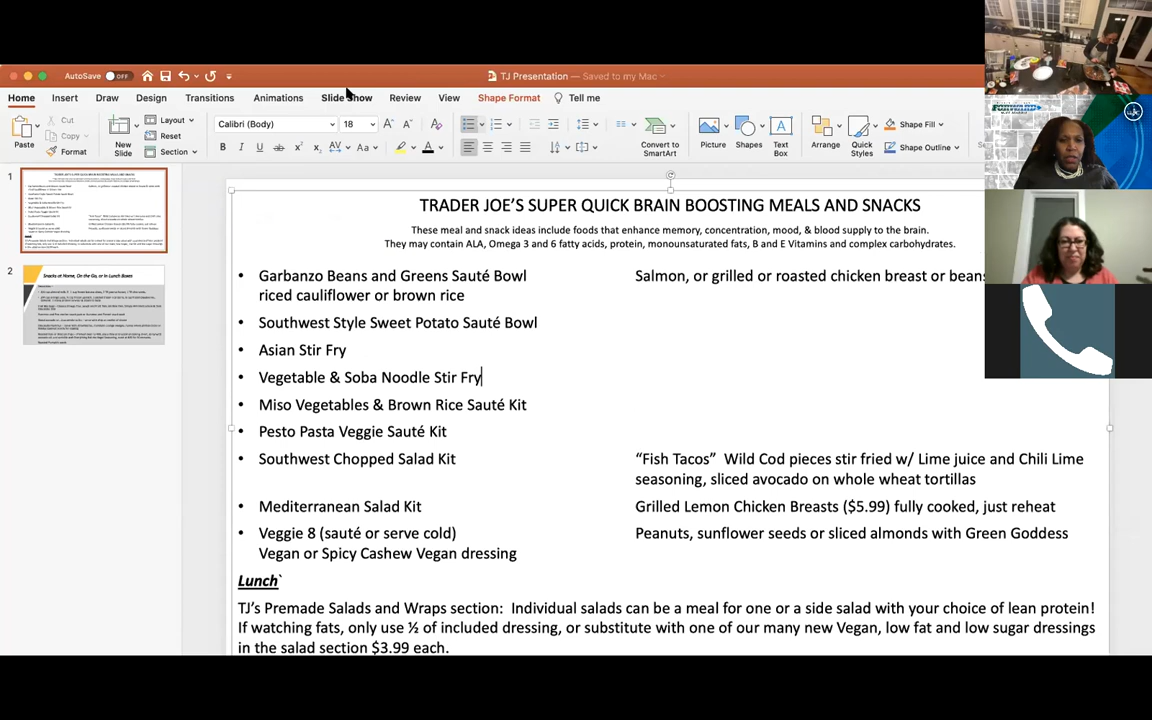 AutoSave OFF
TJ Presentation — Saved to my Mac
Home Insert Draw Design Transitions Animations Slide Show Review View Shape Format Tell me
Paste Cut Copy Format
New Slide Layout Reset Section
Calibri (Body) 18
Convert to SmartArt
Picture Shapes Text Box Arrange Quick Styles Shape Fill Shape Outline
1
2
Snacks at Home, On the Go, or In Lunch Boxes
FORWARD
TRADER JOE'S SUPER QUICK BRAIN BOOSTING MEALS AND SNACKS
These meal and snack ideas include foods that enhance memory, concentration, mood, & blood supply to the brain.
They may contain ALA, Omega 3 and 6 fatty acids, protein, monounsaturated fats, B and E Vitamins and complex carbohydrates.
• Garbanzo Beans and Greens Sauté Bowl Salmon, or grilled or roasted chicken breast or beans
riced cauliflower or brown rice
• Southwest Style Sweet Potato Sauté Bowl
• Asian Stir Fry
• Vegetable & Soba Noodle Stir Fry
• Miso Vegetables & Brown Rice Sauté Kit
• Pesto Pasta Veggie Sauté Kit
• Southwest Chopped Salad Kit “Fish Tacos” Wild Cod pieces stir fried w/ Lime juice and Chili Lime
seasoning, sliced avocado on whole wheat tortillas
• Mediterranean Salad Kit Grilled Lemon Chicken Breasts ($5.99) fully cooked, just reheat
• Veggie 8 (sauté or serve cold) Peanuts, sunflower seeds or sliced almonds with Green Goddess
Vegan or Spicy Cashew Vegan dressing
Lunch`
TJ’s Premade Salads and Wraps section: Individual salads can be a meal for one or a side salad with your choice of lean protein!
If watching fats, only use ½ of included dressing, or substitute with one of our many new Vegan, low fat and low sugar dressings
in the salad section $3.99 each.